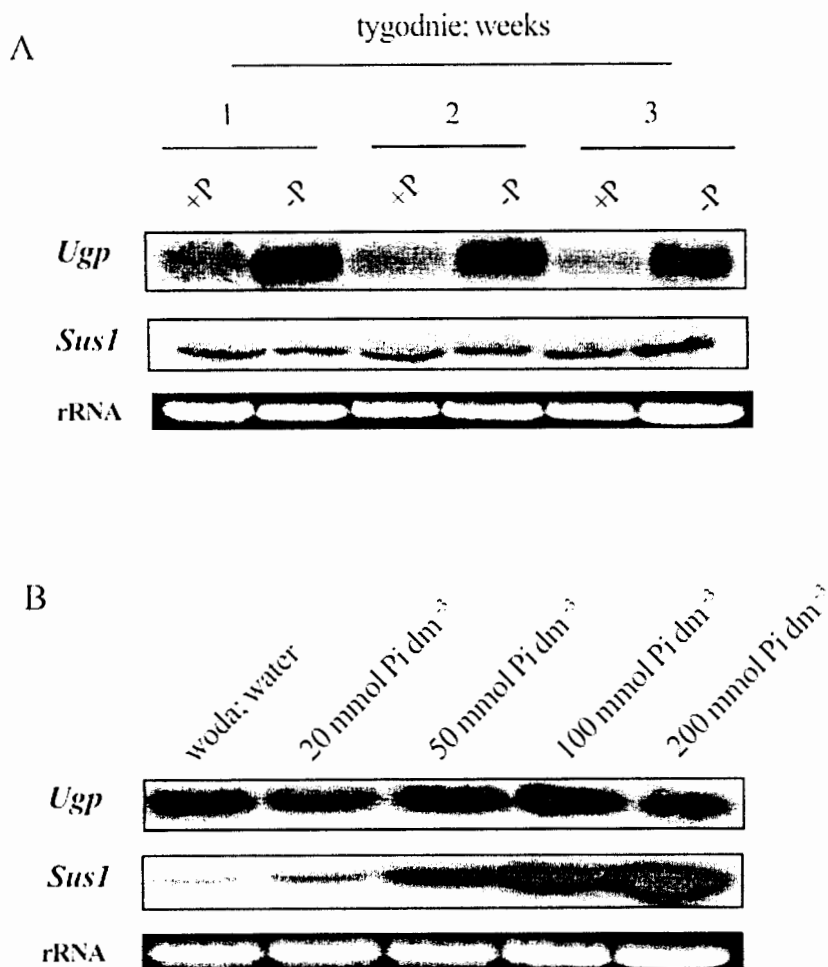 A
tygodnie; weeks
1 2 3
+P -P +P -P +P -P
Ugp
Sus1
rRNA
B
woda; water 20 mmol Pi dm⁻³ 50 mmol Pi dm⁻³ 100 mmol Pi dm⁻³ 200 mmol Pi dm⁻³
Ugp
Sus1
rRNA